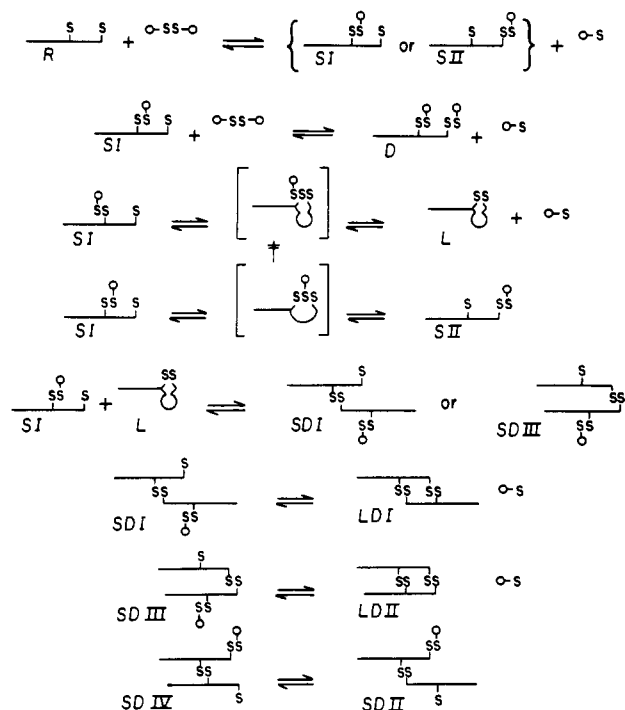 S S O O-SS-O SS S or S SS O O-S
R + ⇌ { SI SII } +
O SS S O-SS-O O O SS SS O-S
SI + ⇌ D +
O SS S O SSS SS O-S
SI ⇌ [ ] ⇌ L +
‡
O SS S O SSS S SS O
SI ⇌ [ ] ⇌ SII
O SS S SS S SS SS O or S SS SS O
SI + L ⇌ SDI SDIII
S SS SS O SS SS O-S
SDI ⇌ LDI
S SS SS O SS SS O-S
SDIII ⇌ LDII
O SS SS S O SS SS S
SDIV ⇌ SDII